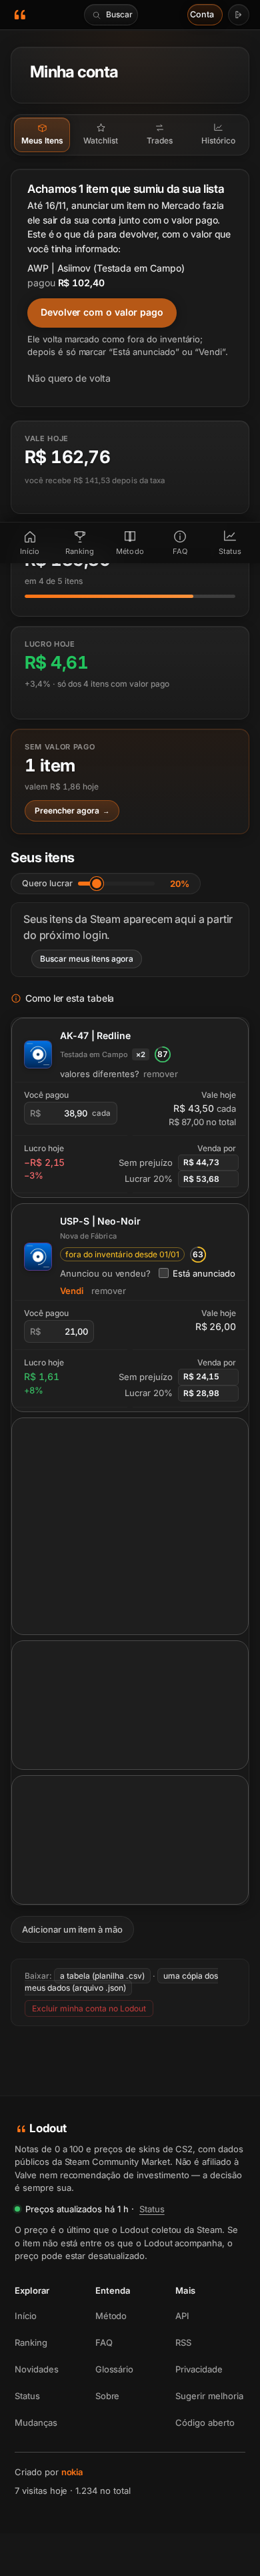 Buscar
Conta
Minha conta
Meus Itens
Watchlist
Trades
Histórico
Achamos 1 item que sumiu da sua lista
Até 16/11, anunciar um item no Mercado fazia
ele sair da sua conta junto com o valor pago.
Este é o que dá para devolver, com o valor que
você tinha informado:
AWP | Asiimov (Testada em Campo)
pagou R$ 102,40
Devolver com o valor pago
Ele volta marcado como fora do inventário;
depois é só marcar “Está anunciado” ou “Vendi”.
Não quero de volta
VALE HOJE
R$ 162,76
você recebe R$ 141,53 depois da taxa
Início
Ranking
Método
FAQ
Status
em 4 de 5 itens
LUCRO HOJE
R$ 4,61
+3,4% · só dos 4 itens com valor pago
SEM VALOR PAGO
1 item
valem R$ 1,86 hoje
Preencher agora →
Seus itens
Quero lucrar
20%
Seus itens da Steam aparecem aqui a partir
do próximo login.
Buscar meus itens agora
Como ler esta tabela
AK-47 | Redline
Testada em Campo ×2 87
valores diferentes? remover
Você pagou
Vale hoje
R$ 38,90 cada
R$ 43,50 cada
R$ 87,00 no total
Lucro hoje
Venda por
−R$ 2,15
Sem prejuízo R$ 44,73
−3%
Lucrar 20% R$ 53,68
USP-S | Neo-Noir
Nova de Fábrica
fora do inventário desde 01/01 63
Anunciou ou vendeu? Está anunciado
Vendi remover
Você pagou
Vale hoje
R$ 21,00
R$ 26,00
Lucro hoje
Venda por
R$ 1,61
Sem prejuízo R$ 24,15
+8%
Lucrar 20% R$ 28,98
Adicionar um item à mão
Baixar: a tabela (planilha .csv) · uma cópia dos
meus dados (arquivo .json)
Excluir minha conta no Lodout
Lodout
Notas de 0 a 100 e preços de skins de CS2, com dados
públicos da Steam Community Market. Não é afiliado à
Valve nem recomendação de investimento — a decisão
é sempre sua.
Preços atualizados há 1 h · Status
O preço é o último que o Lodout coletou da Steam. Se
o item não está entre os que o Lodout acompanha, o
preço pode estar desatualizado.
Explorar
Entenda
Mais
Início
Método
API
Ranking
FAQ
RSS
Novidades
Glossário
Privacidade
Status
Sobre
Sugerir melhoria
Mudanças
Código aberto
Criado por nokia
7 visitas hoje · 1.234 no total